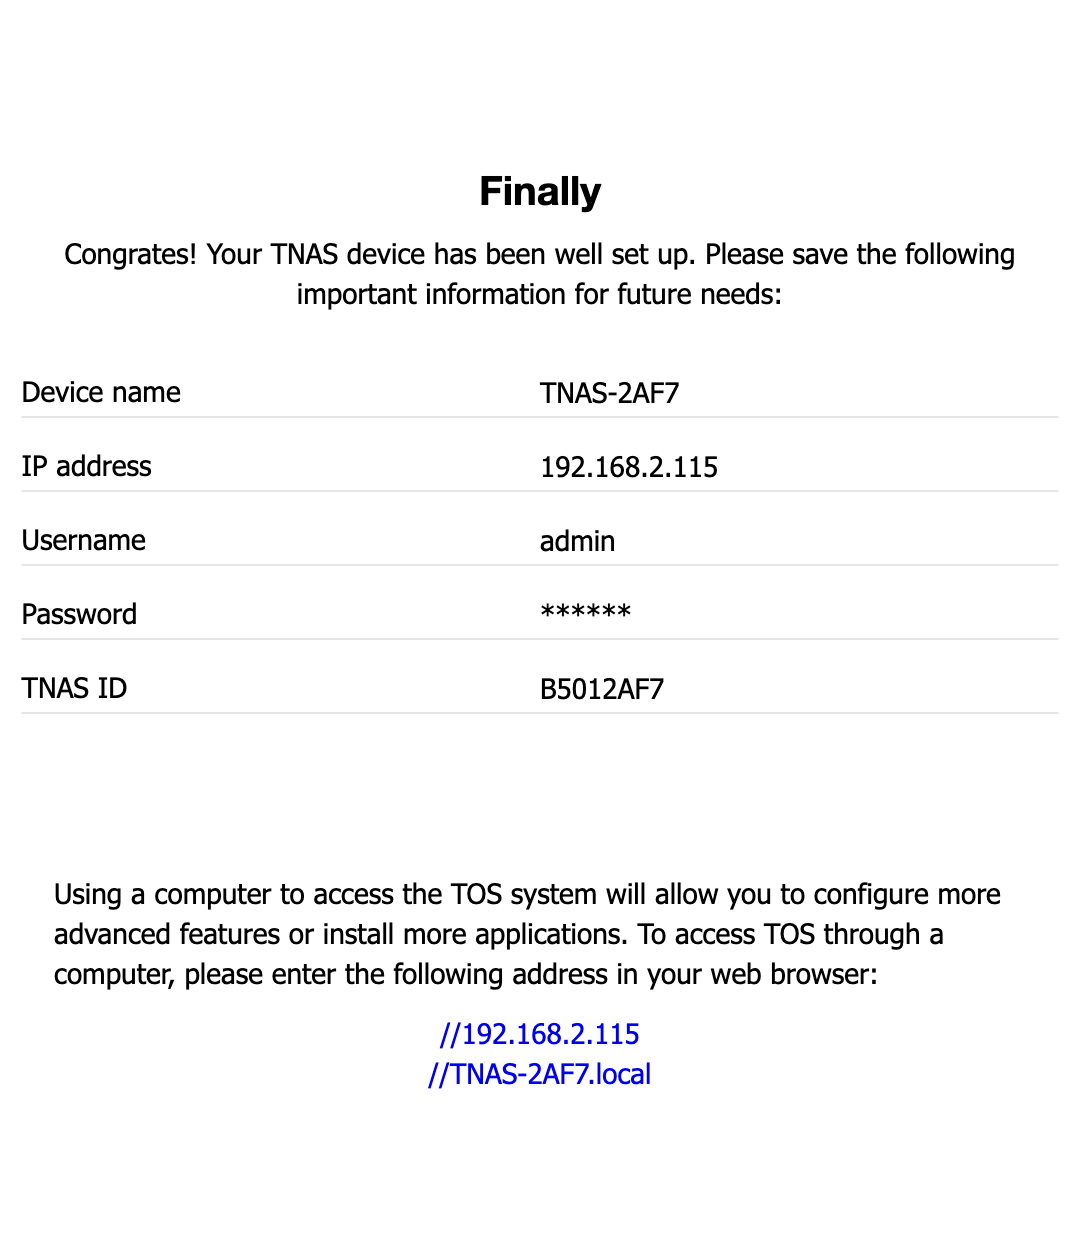 Finally
Congrates! Your TNAS device has been well set up. Please save the following
important information for future needs:
Device name TNAS-2AF7
IP address 192.168.2.115
Username admin
Password ******
TNAS ID B5012AF7
Using a computer to access the TOS system will allow you to configure more
advanced features or install more applications. To access TOS through a
computer, please enter the following address in your web browser:
//192.168.2.115
//TNAS-2AF7.local